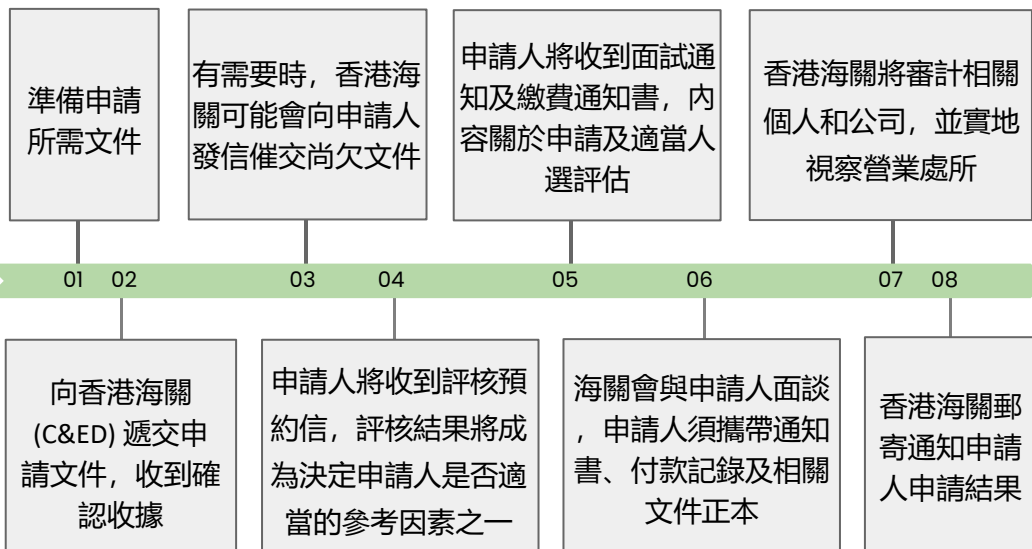 準備申請
所需文件
有需要時，香港海
關可能會向申請人
發信催交尚欠文件
申請人將收到面試通
知及繳費通知書，內
容關於申請及適當人
選評估
香港海關將審計相關
個人和公司，並實地
視察營業處所
01 02 03 04 05 06 07 08
向香港海關
(C&ED) 遞交申
請文件，收到確
認收據
申請人將收到評核預
約信，評核結果將成
為決定申請人是否適
當的參考因素之一
海關會與申請人面談
，申請人須攜帶通知
書、付款記錄及相關
文件正本
香港海關郵
寄通知申請
人申請結果